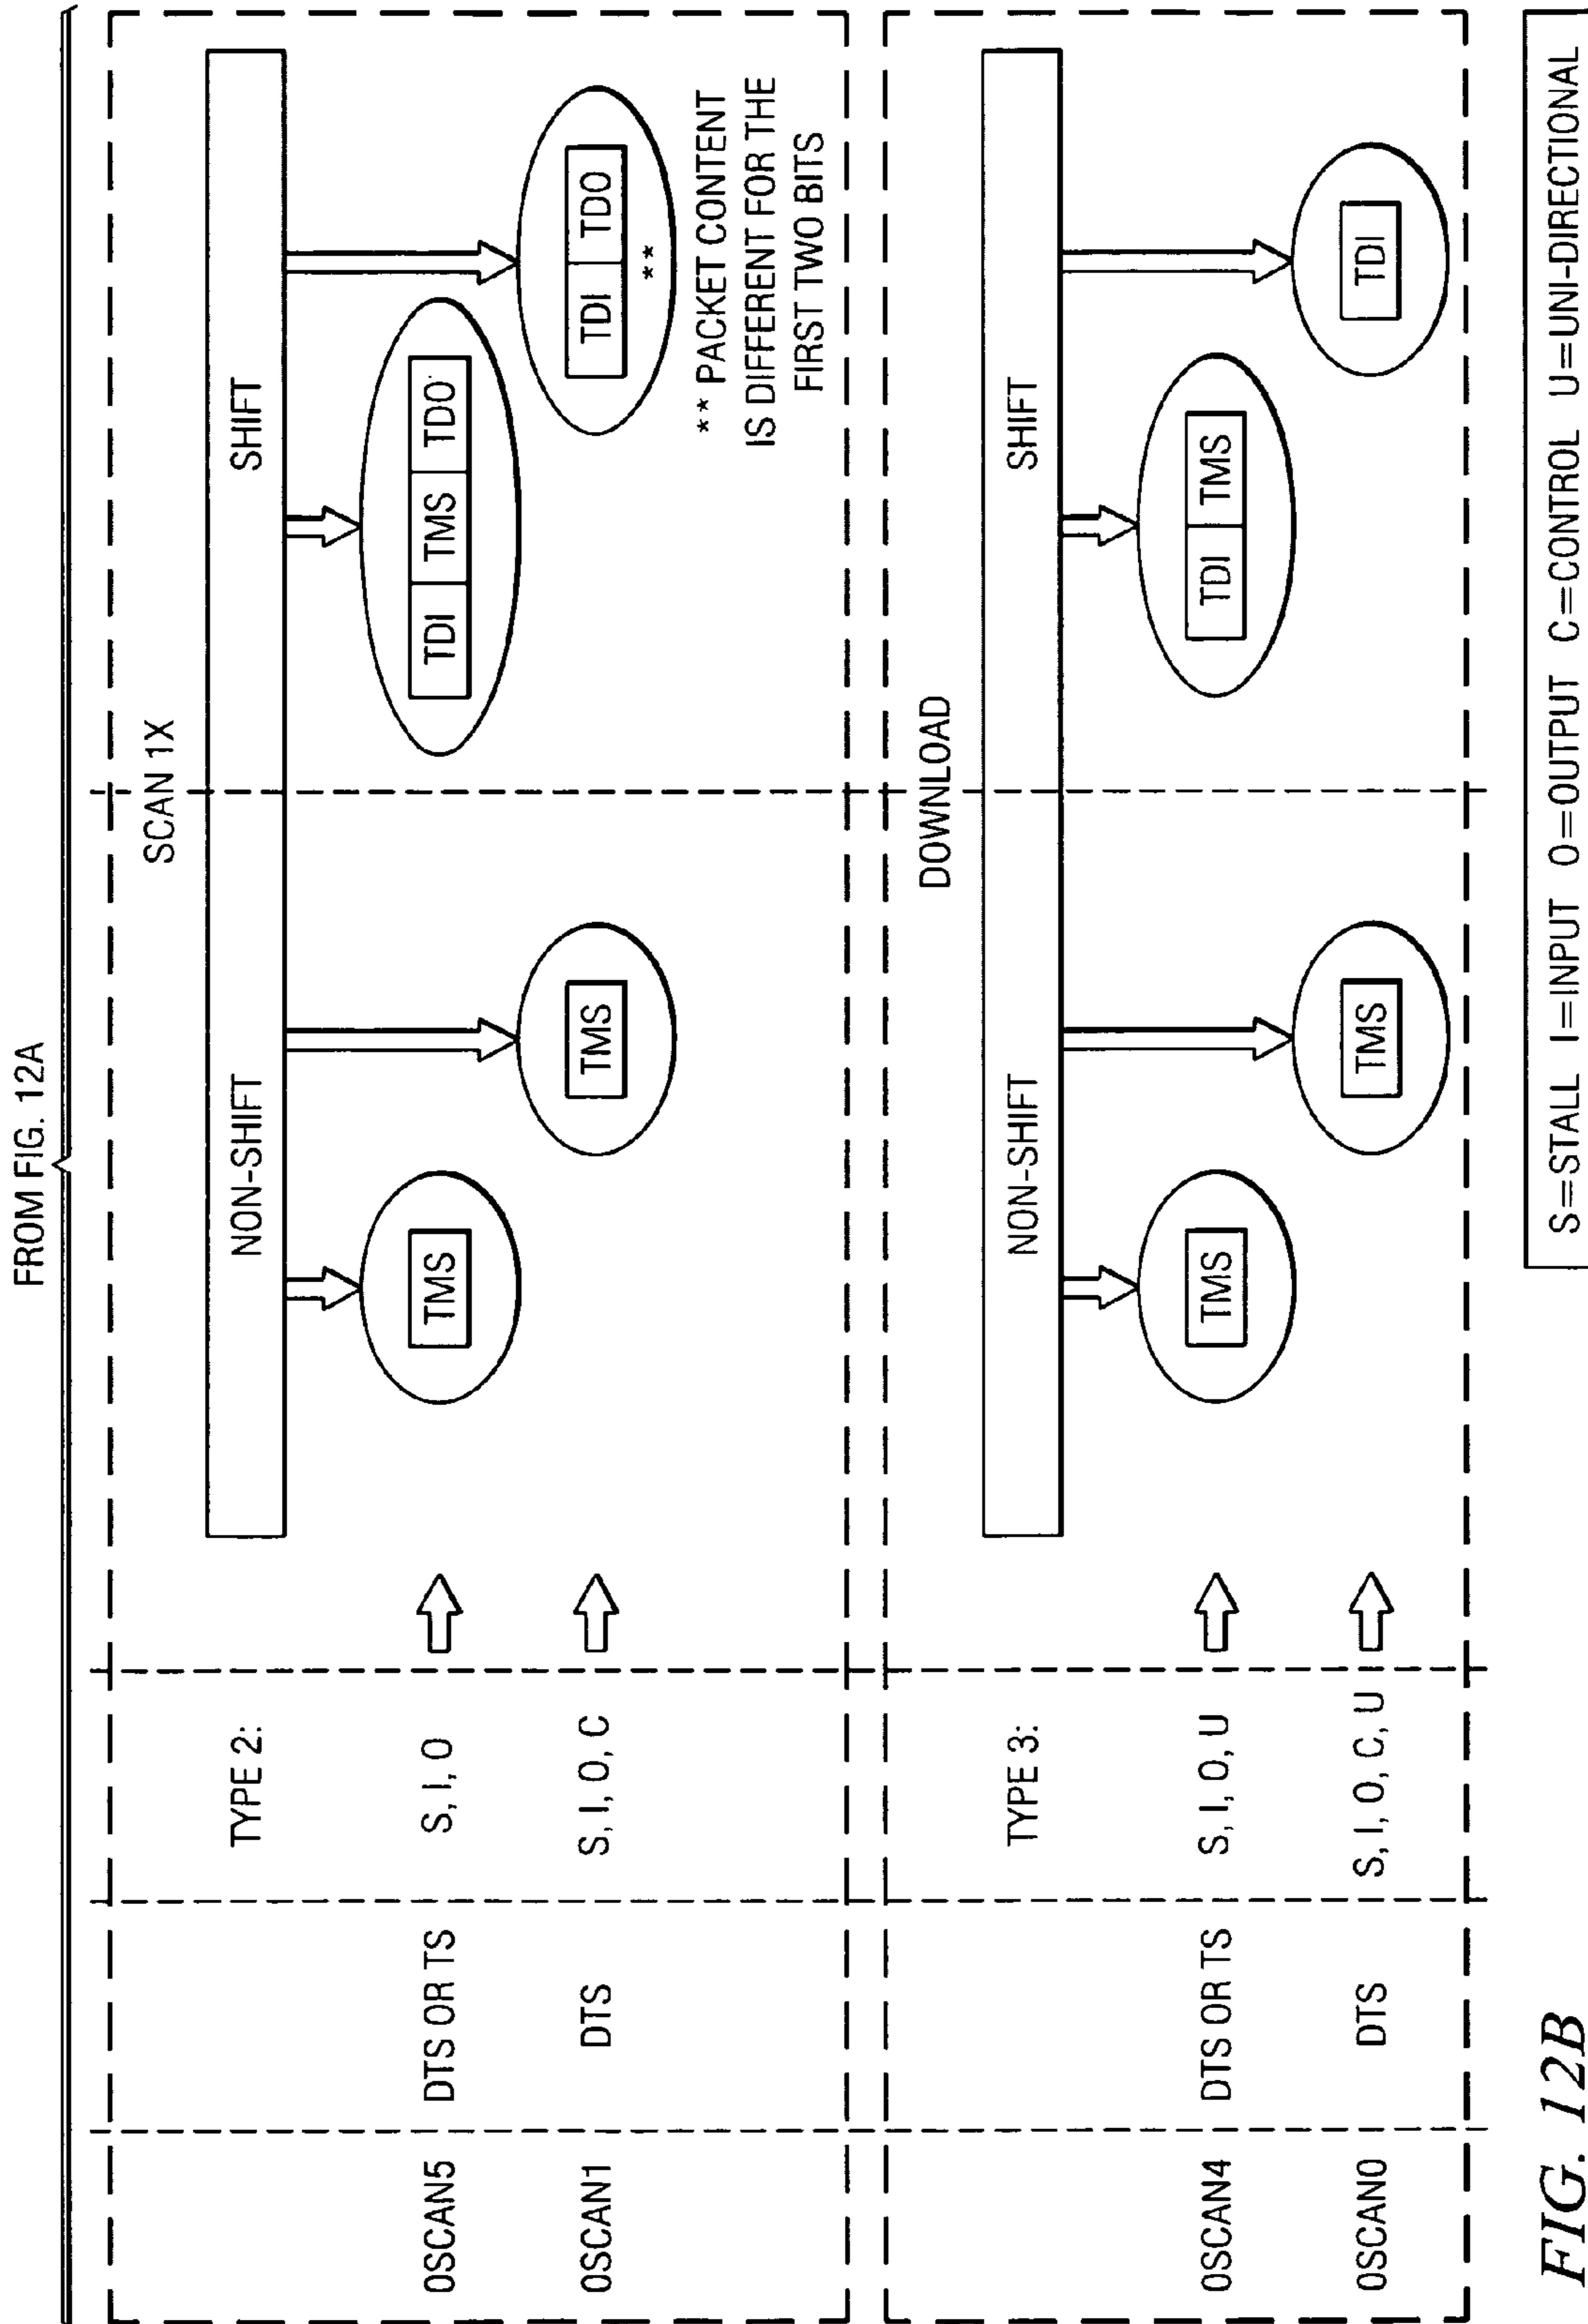 FROM FIG. 12A
SCAN 1X
TYPE 2:
NON-SHIFT
SHIFT
OSCAN5
DTS OR TS
S, I, O
TMS
TDI TMS TDO
OSCAN1
DTS
S, I, O, C
TMS
TDI TDO
**
** PACKET CONTENT
IS DIFFERENT FOR THE
FIRST TWO BITS
DOWNLOAD
TYPE 3:
NON-SHIFT
SHIFT
OSCAN4
DTS OR TS
S, I, O, U
TMS
TDI TMS
OSCAN0
DTS
S, I, O, C, U
TMS
TDI
S=STALL I=INPUT O=OUTPUT C=CONTROL U=UNI-DIRECTIONAL
FIG. 12B